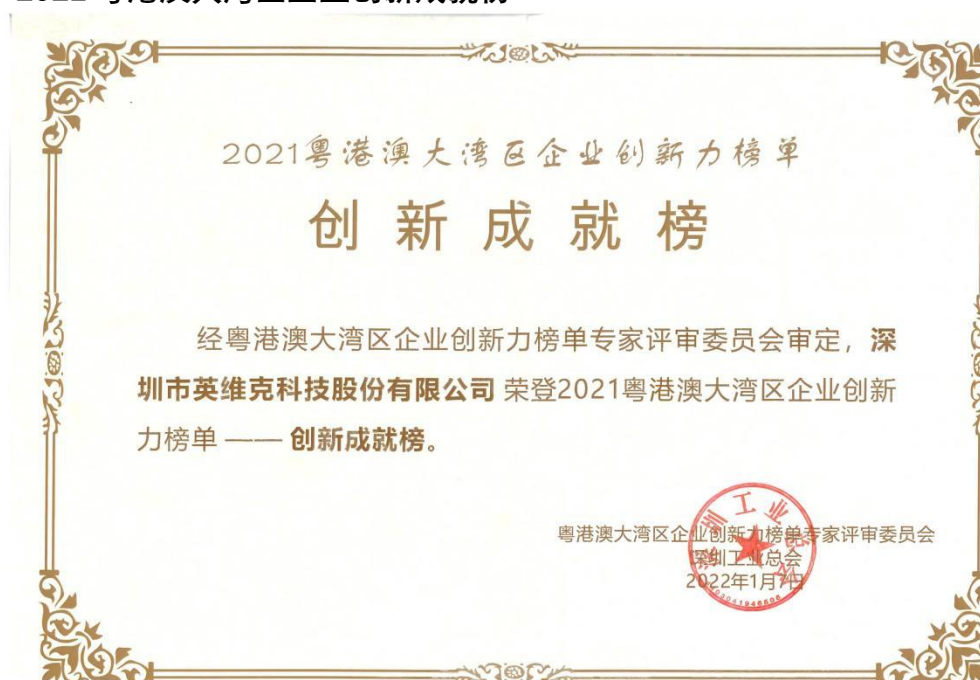 2021粤港澳大湾区企业创新力榜单
创新成就榜
经粤港澳大湾区企业创新力榜单专家评审委员会审定，深
圳市英维克科技股份有限公司 荣登2021粤港澳大湾区企业创新
力榜单 —— 创新成就榜。
粤港澳大湾区企业创新力榜单专家评审委员会
深圳工业总会
2022年1月7日
深圳工业总会